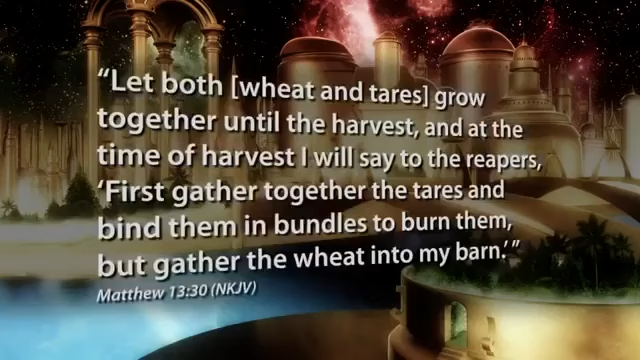 “Let both [wheat and tares] grow
together until the harvest, and at the
time of harvest I will say to the reapers,
‘First gather together the tares and
bind them in bundles to burn them,
but gather the wheat into my barn.’”
Matthew 13:30 (NKJV)